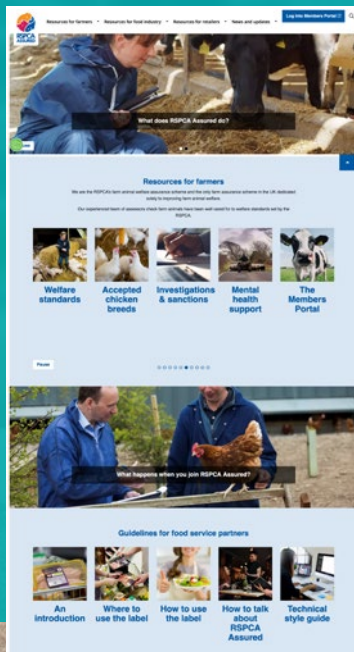 RSPCA
ASSURED
Resources for farmers
Resources for food industry
Resources for retailers
News and updates
Log into Members Portal
What does RSPCA Assured do?
Resources for farmers
We are the RSPCA's farm animal welfare assurance scheme and the only farm assurance scheme in the UK dedicated
solely to improving farm animal welfare.
Our experienced team of assessors check farm animals have been well cared for to welfare standards set by the
RSPCA.
Welfare
standards
Accepted
chicken
breeds
Investigations
& sanctions
Mental
health
support
The
Members
Portal
Pause
What happens when you join RSPCA Assured?
Guidelines for food service partners
An
introduction
Where to
use the label
How to use
the label
How to talk
about
RSPCA
Assured
Technical
style guide